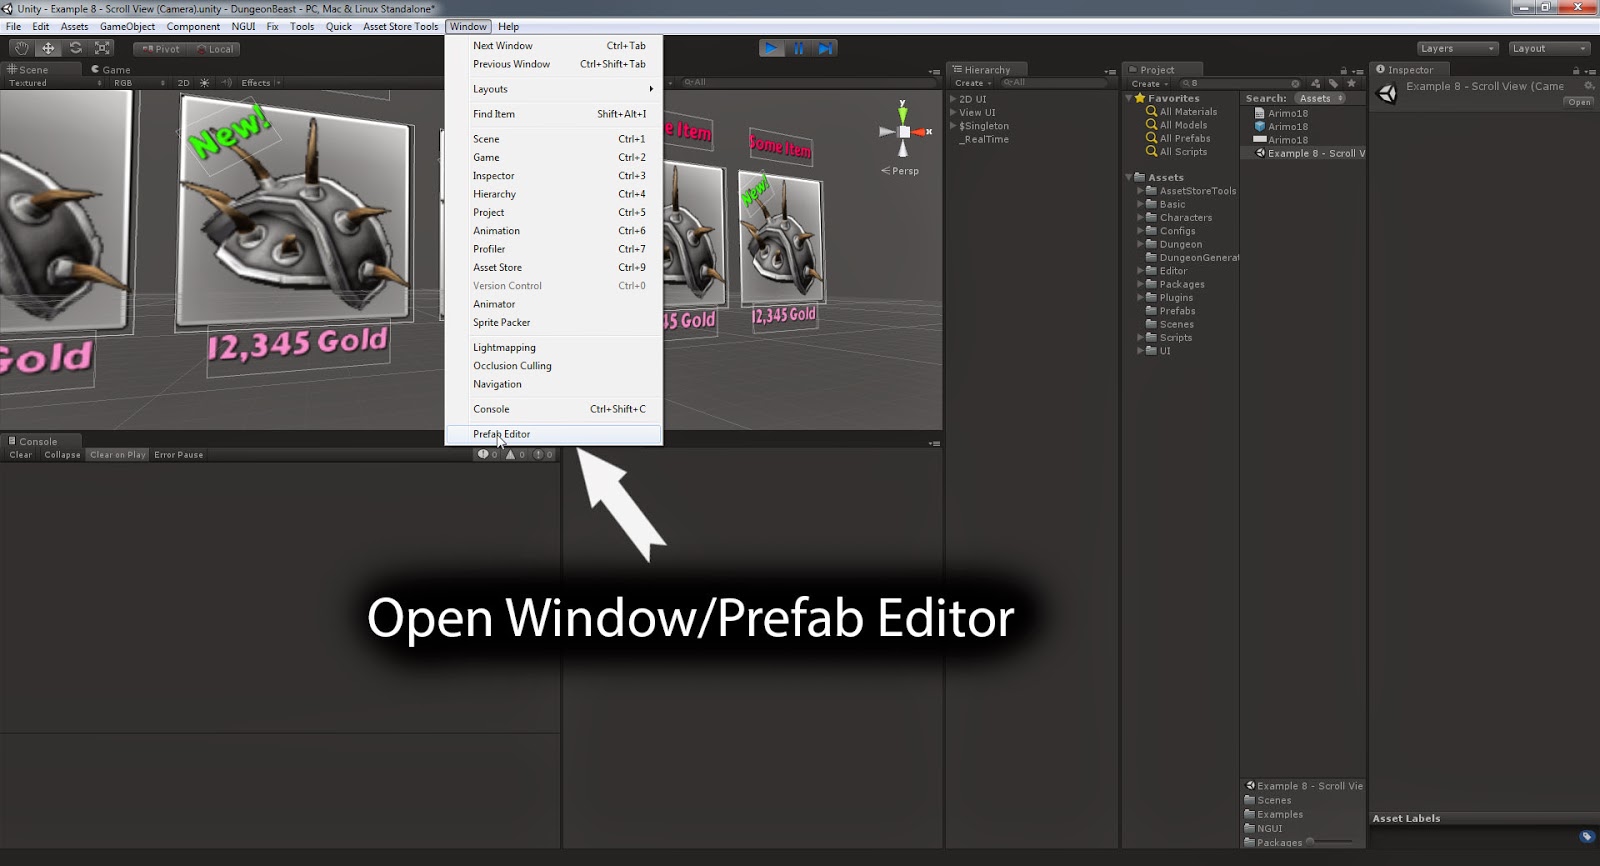 Unity - Example 8 - Scroll View (Camera).unity - DungeonBeast - PC, Mac & Linux Standalone*
File Edit Assets GameObject Component NGUI Fix Tools Quick Asset Store Tools Window Help
Pivot Local
Layers Layout
Scene Game
Textured RGB 2D Effects
All
New!
12,345 Gold
Gold
Some Item
New!
12,345 Gold
e Item
45 Gold
Persp
y
x
Next Window Ctrl+Tab
Previous Window Ctrl+Shift+Tab
Layouts
Find Item Shift+Alt+I
Scene Ctrl+1
Game Ctrl+2
Inspector Ctrl+3
Hierarchy Ctrl+4
Project Ctrl+5
Animation Ctrl+6
Profiler Ctrl+7
Asset Store Ctrl+9
Version Control Ctrl+0
Animator
Sprite Packer
Lightmapping
Occlusion Culling
Navigation
Console Ctrl+Shift+C
Prefab Editor
Hierarchy
Create All
2D UI
View UI
$Singleton
_RealTime
Project
Create 8
Favorites
All Materials
All Models
All Prefabs
All Scripts
Assets
AssetStoreTools
Basic
Characters
Configs
Dungeon
DungeonGenerat
Editor
Packages
Plugins
Prefabs
Scenes
Scripts
UI
Search: Assets
Arimo18
Arimo18
Arimo18
Example 8 - Scroll V
Example 8 - Scroll Vie
Scenes
Examples
NGUI
Packages
Inspector
Example 8 - Scroll View (Came
Open
Asset Labels
Console
Clear Collapse Clear on Play Error Pause 0 0 0
Open Window/Prefab Editor